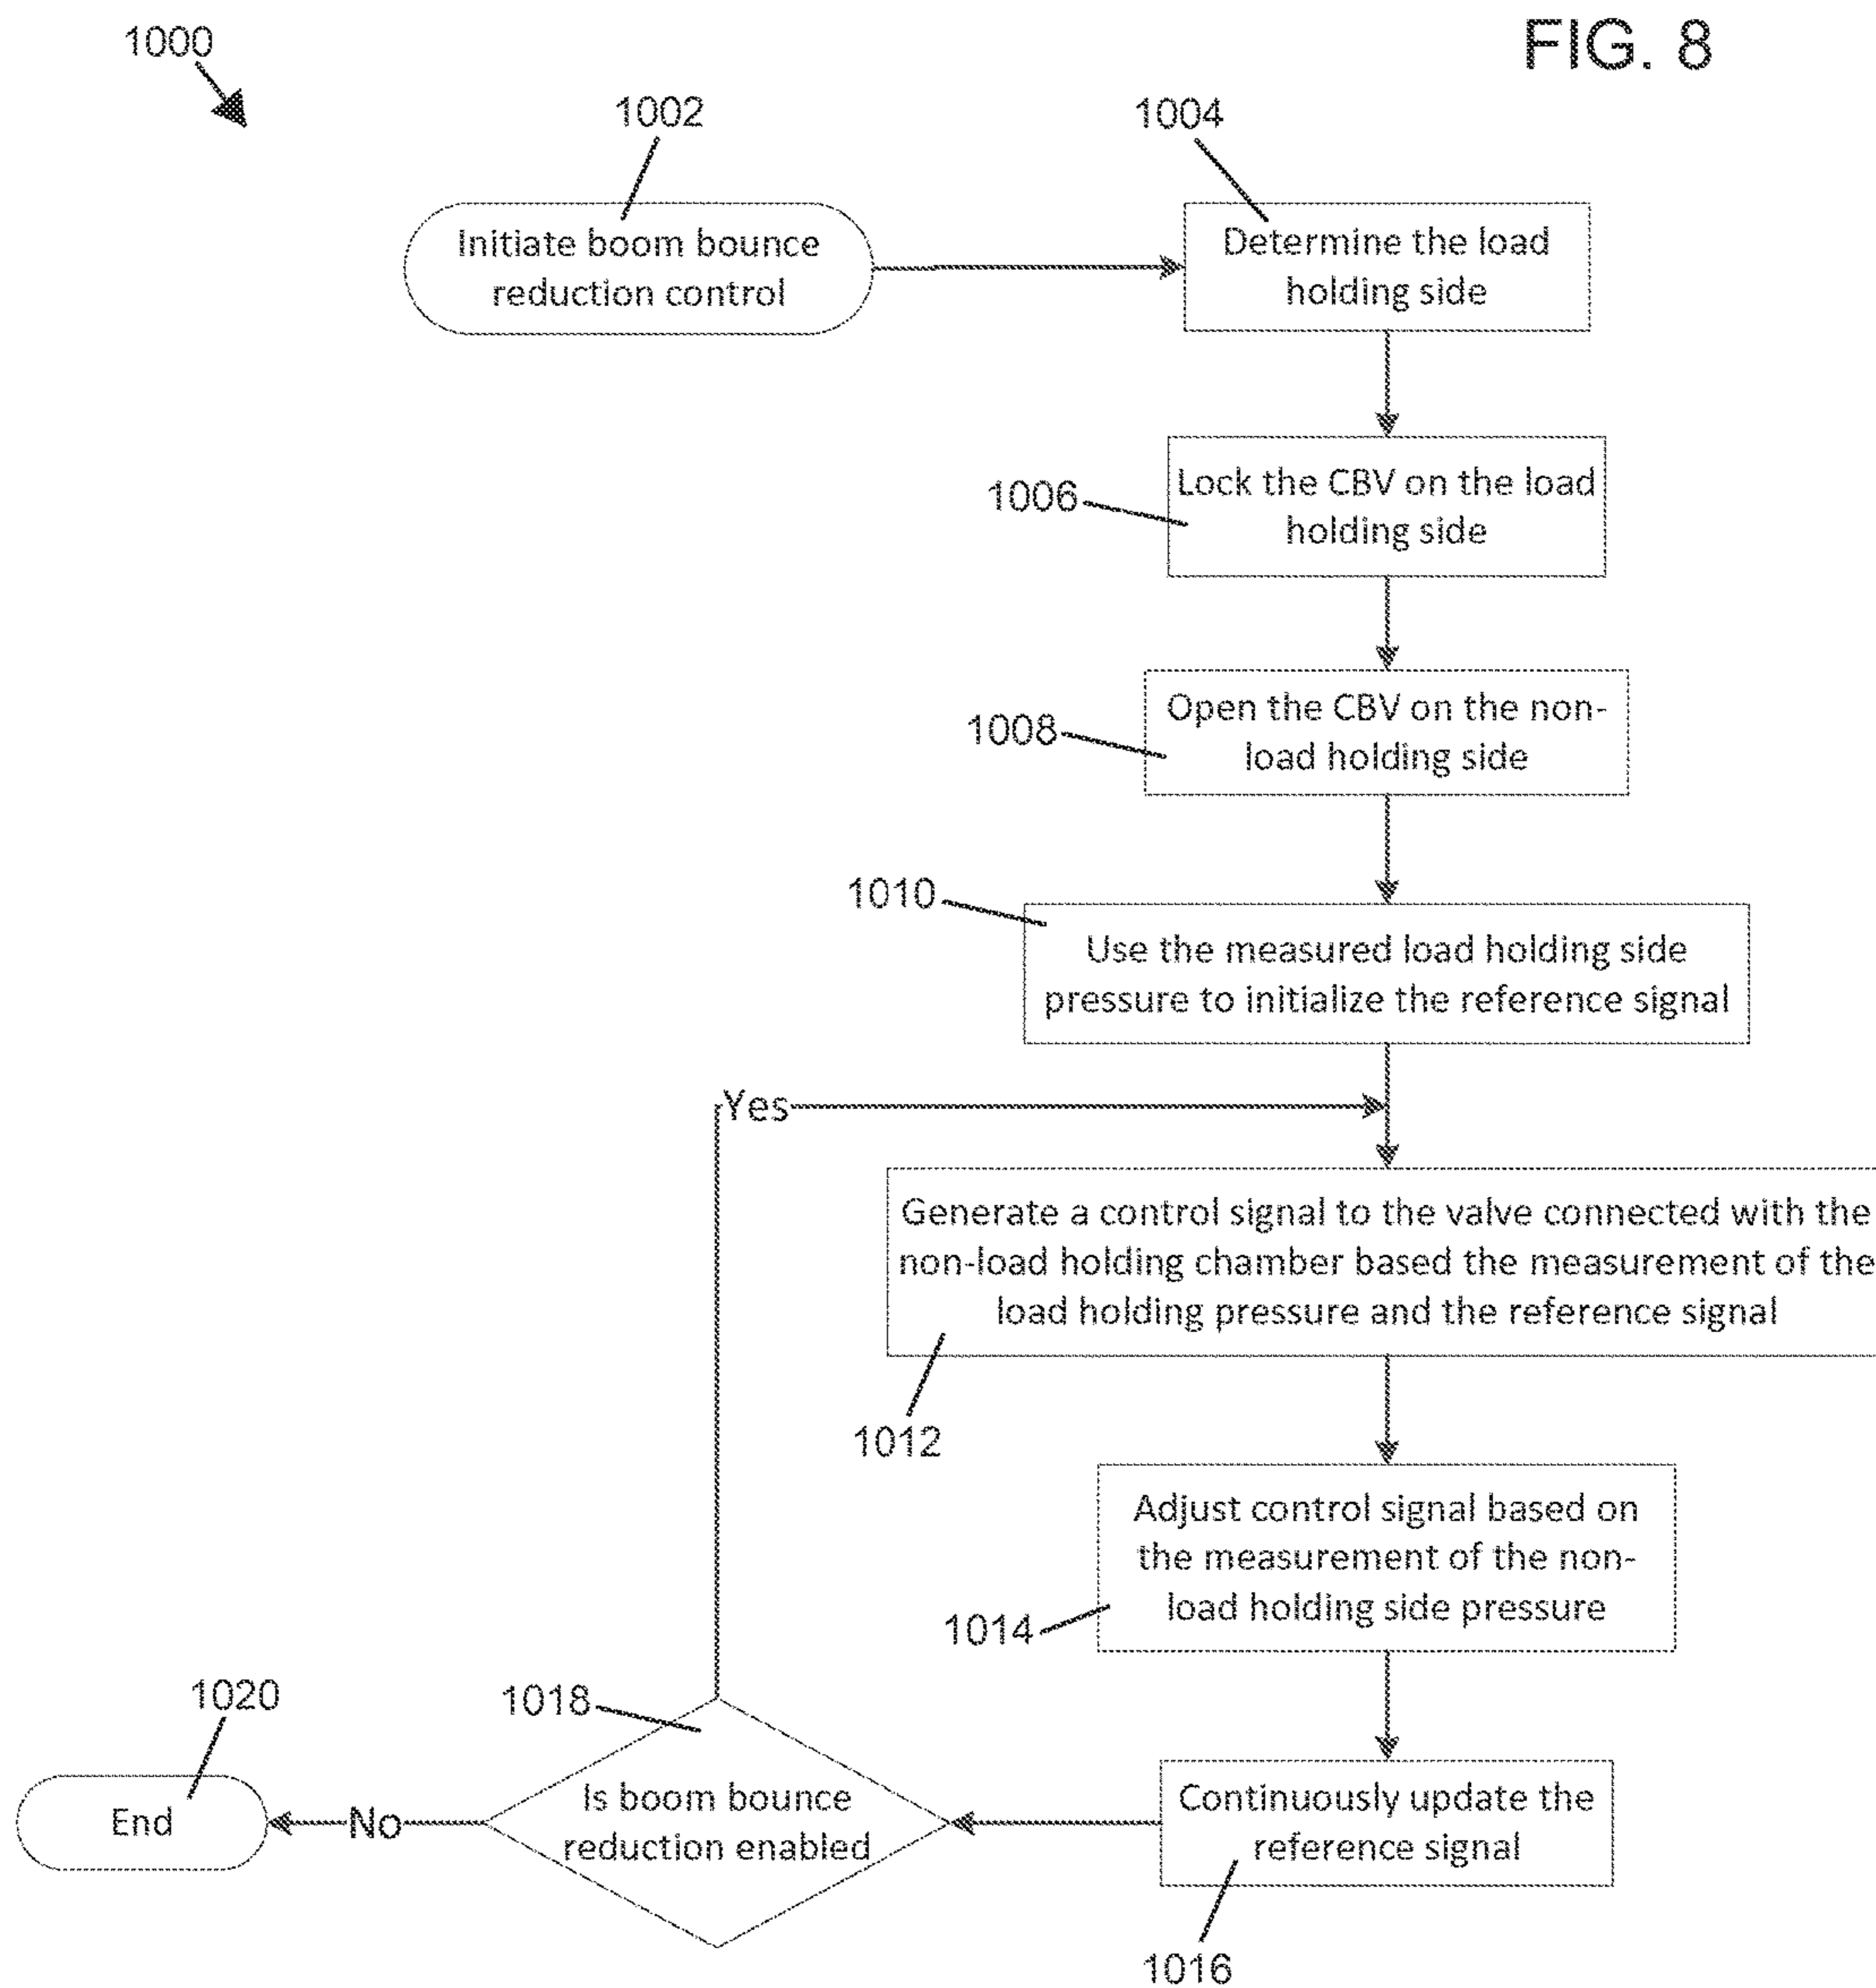 FIG. 8
1000
1002
Initiate boom bounce
reduction control
1004
Determine the load
holding side
1006
Lock the CBV on the load
holding side
1008
Open the CBV on the non-
load holding side
1010
Use the measured load holding side
pressure to initialize the reference signal
Yes
Generate a control signal to the valve connected with the
non-load holding chamber based the measurement of the
load holding pressure and the reference signal
1012
Adjust control signal based on
the measurement of the non-
load holding side pressure
1014
Continuously update the
reference signal
1016
1018
Is boom bounce
reduction enabled
No
1020
End